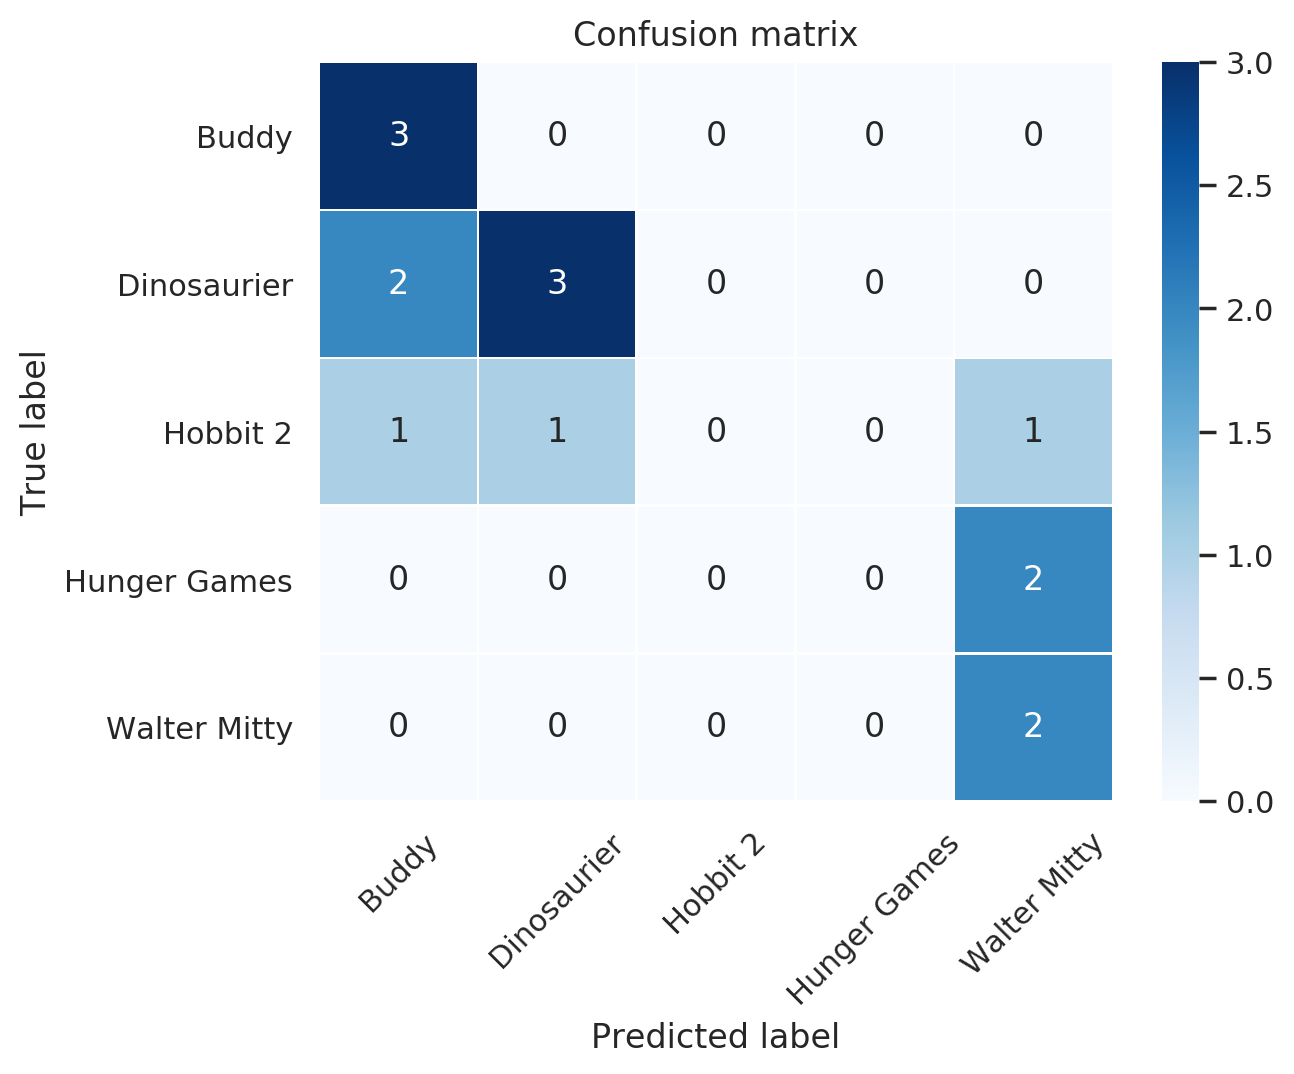 Confusion matrix
Buddy 3 0 0 0 0
Dinosaurier 2 3 0 0 0
Hobbit 2 1 1 0 0 1
Hunger Games 0 0 0 0 2
Walter Mitty 0 0 0 0 2
True label
Buddy Dinosaurier Hobbit 2 Hunger Games Walter Mitty
Predicted label
3.0
2.5
2.0
1.5
1.0
0.5
0.0